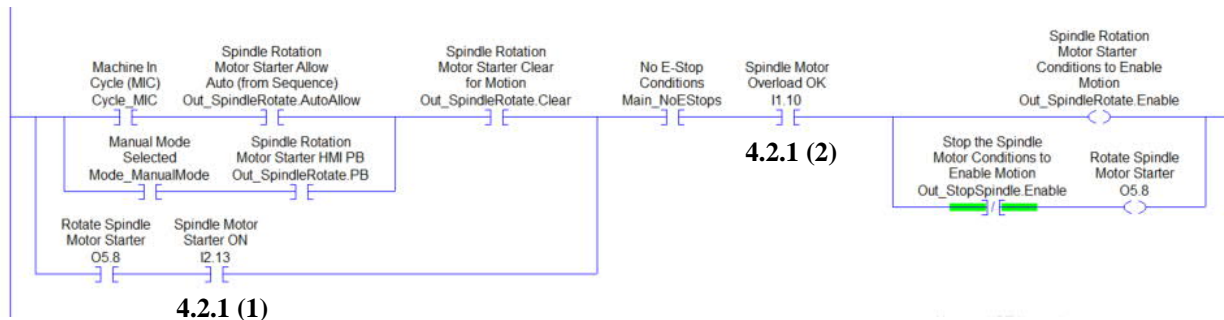 Machine In
Cycle (MIC)
Cycle_MIC
Spindle Rotation
Motor Starter Allow
Auto (from Sequence)
Out_SpindleRotate.AutoAllow
Spindle Rotation
Motor Starter Clear
for Motion
Out_SpindleRotate.Clear
No E-Stop
Conditions
Main_NoEStops
Spindle Motor
Overload OK
I1.10
4.2.1 (2)
Spindle Rotation
Motor Starter
Conditions to Enable
Motion
Out_SpindleRotate.Enable
Manual Mode
Selected
Mode_ManualMode
Spindle Rotation
Motor Starter HMI PB
Out_SpindleRotate.PB
Stop the Spindle
Motor Conditions to
Enable Motion
Out_StopSpindle.Enable
Rotate Spindle
Motor Starter
O5.8
Rotate Spindle
Motor Starter
O5.8
Spindle Motor
Starter ON
I2.13
4.2.1 (1)